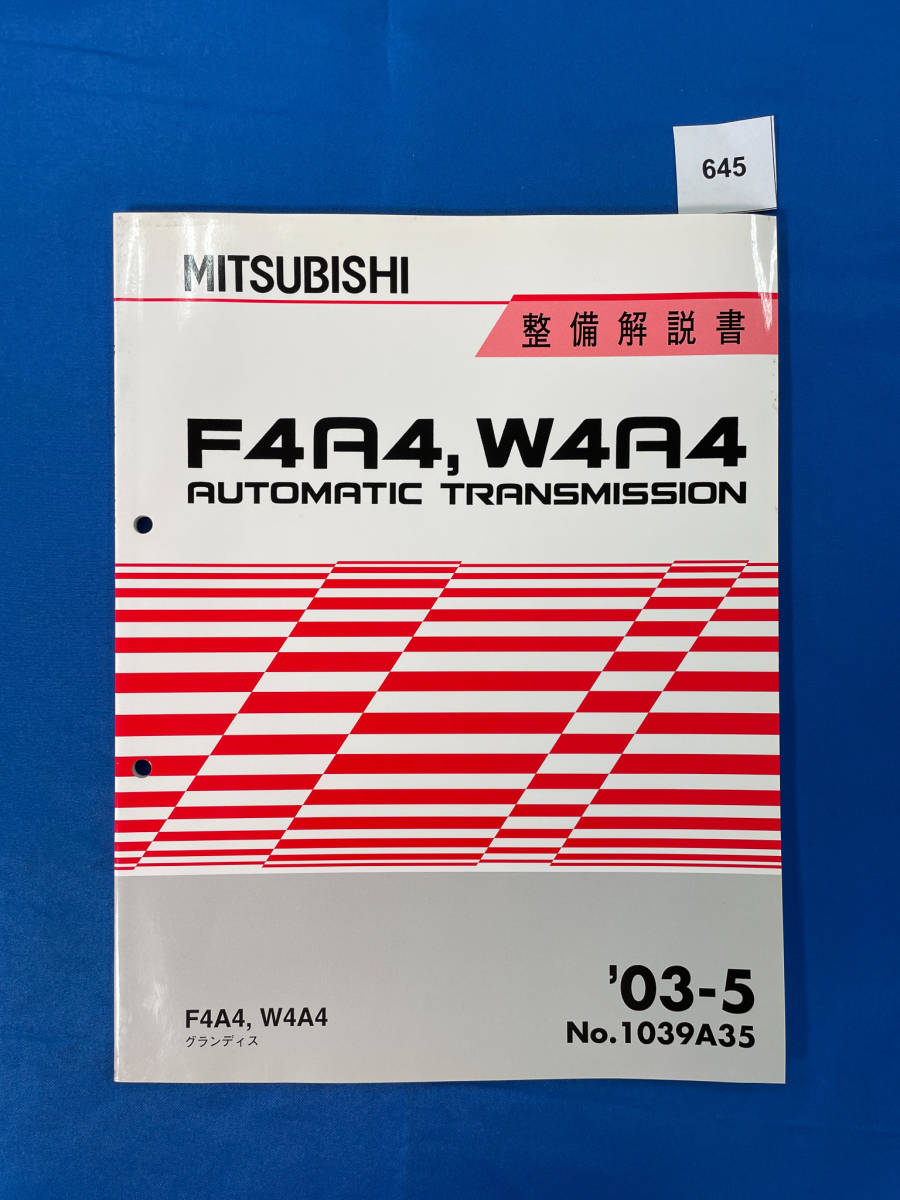 645
MITSUBISHI
整備解説書
F4A4, W4A4
AUTOMATIC TRANSMISSION
'03-5
F4A4, W4A4
グランディス
No.1039A35